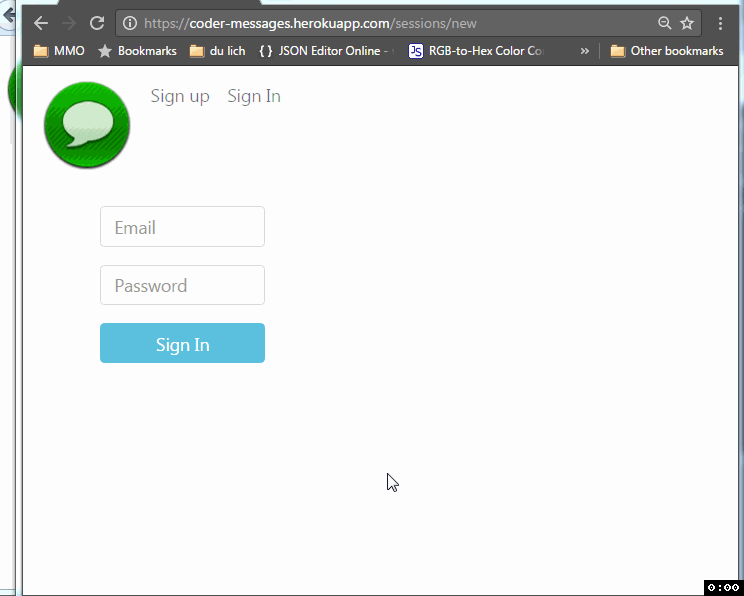 https://coder-messages.herokuapp.com/sessions/new
MMO Bookmarks du lich JSON Editor Online - RGB-to-Hex Color Co » Other bookmarks
Sign up Sign In
Email
Password
Sign In
0:00